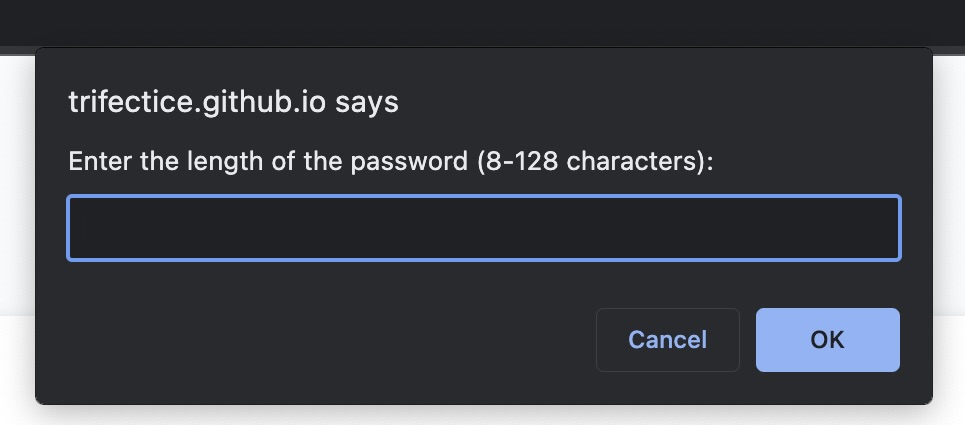 trifectice.github.io says
Enter the length of the password (8-128 characters):
Cancel
OK